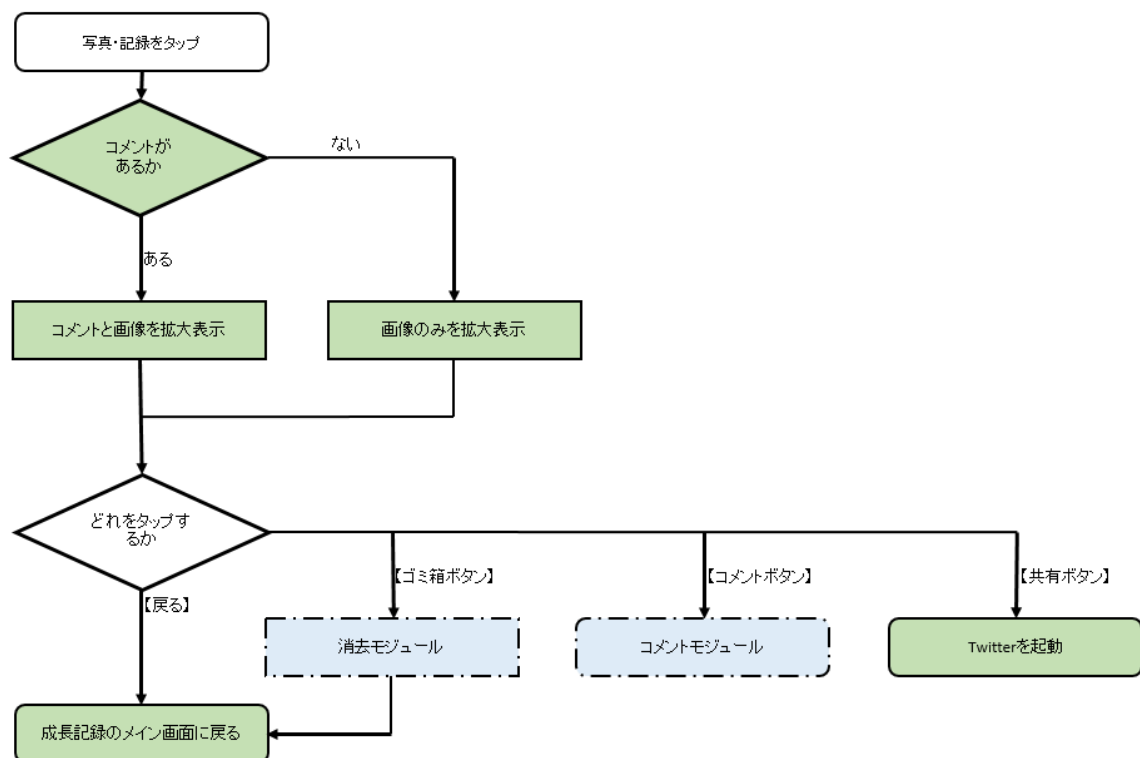 写真・記録をタップ
コメントが
あるか
ない
ある
コメントと画像を拡大表示
画像のみを拡大表示
どれをタップす
るか
【戻る】
【ゴミ箱ボタン】
【コメントボタン】
【共有ボタン】
消去モジュール
コメントモジュール
Twitterを起動
成長記録のメイン画面に戻る